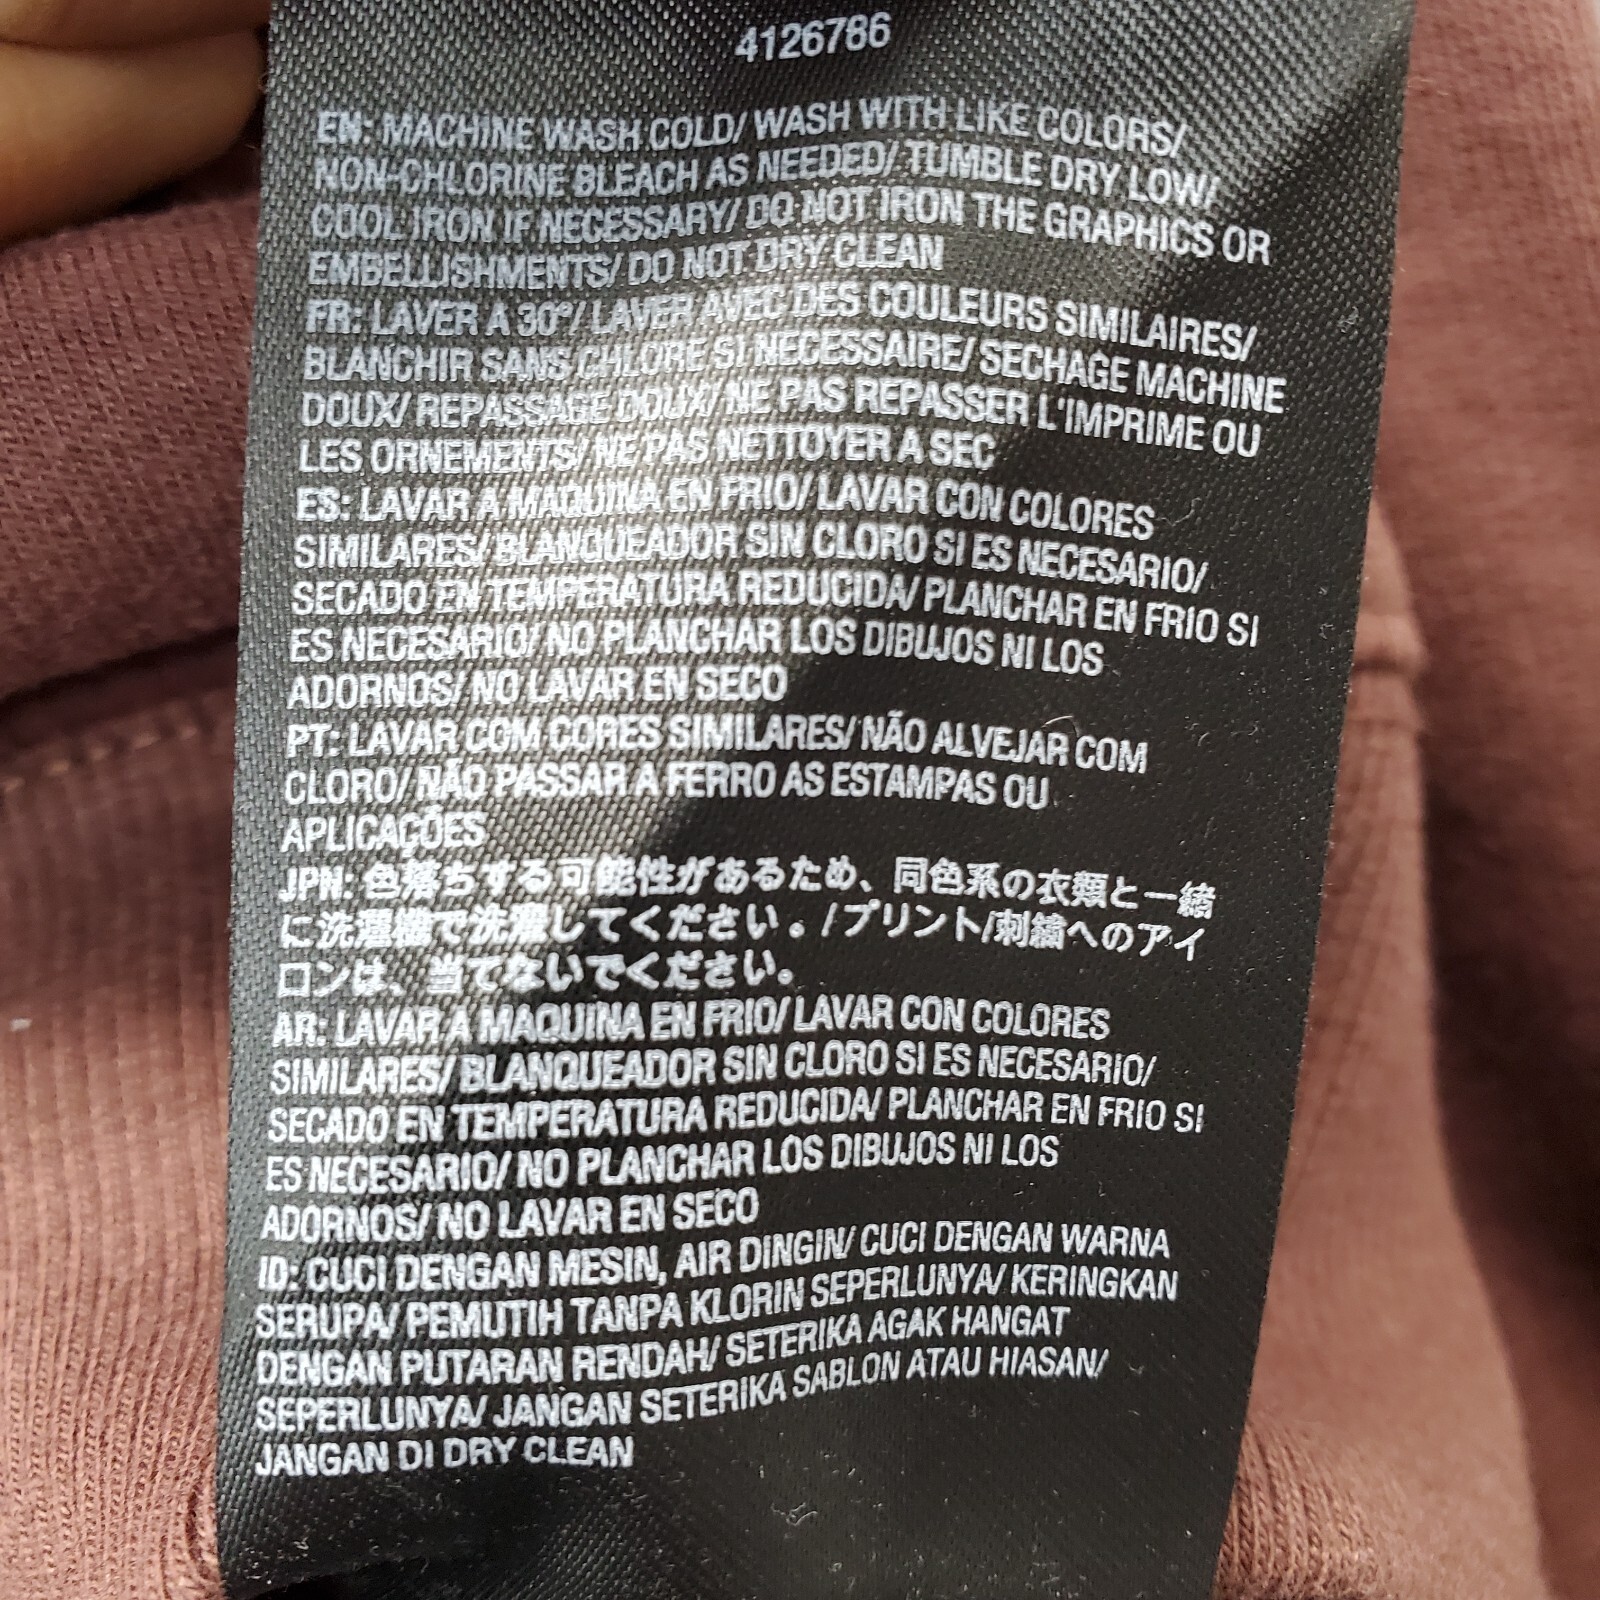 4126786
EN: MACHINE WASH COLD/ WASH WITH LIKE COLORS/
NON-CHLORINE BLEACH AS NEEDED/ TUMBLE DRY LOW/
COOL IRON IF NECESSARY/ DO NOT IRON THE GRAPHICS OR
EMBELLISHMENTS/ DO NOT DRY CLEAN
FR: LAVER A 30°/ LAVER AVEC DES COULEURS SIMILAIRES/
BLANCHIR SANS CHLORE SI NECESSAIRE/ SECHAGE MACHINE
DOUX/ REPASSAGE DOUX/ NE PAS REPASSER L'IMPRIME OU
LES ORNEMENTS/ NE PAS NETTOYER A SEC
ES: LAVAR A MAQUINA EN FRIO/ LAVAR CON COLORES
SIMILARES/ BLANQUEADOR SIN CLORO SI ES NECESARIO/
SECADO EN TEMPERATURA REDUCIDA/ PLANCHAR EN FRIO SI
ES NECESARIO/ NO PLANCHAR LOS DIBUJOS NI LOS
ADORNOS/ NO LAVAR EN SECO
PT: LAVAR COM CORES SIMILARES/ NÃO ALVEJAR COM
CLORO/ NÃO PASSAR A FERRO AS ESTAMPAS OU
APLICAÇÕES
JPN: 色落ちする可能性があるため、同色系の衣類と一緒
に洗濯機で洗濯してください。/プリント/刺繍へのアイ
ロンは、当てないでください。
AR: LAVAR A MAQUINA EN FRIO/ LAVAR CON COLORES
SIMILARES/ BLANQUEADOR SIN CLORO SI ES NECESARIO/
SECADO EN TEMPERATURA REDUCIDA/ PLANCHAR EN FRIO SI
ES NECESARIO/ NO PLANCHAR LOS DIBUJOS NI LOS
ADORNOS/ NO LAVAR EN SECO
ID: CUCI DENGAN MESIN, AIR DINGIN/ CUCI DENGAN WARNA
SERUPA/ PEMUTIH TANPA KLORIN SEPERLUNYA/ KERINGKAN
DENGAN PUTARAN RENDAH/ SETERIKA AGAK HANGAT
SEPERLUNYA/ JANGAN SETERIKA SABLON ATAU HIASAN/
JANGAN DI DRY CLEAN